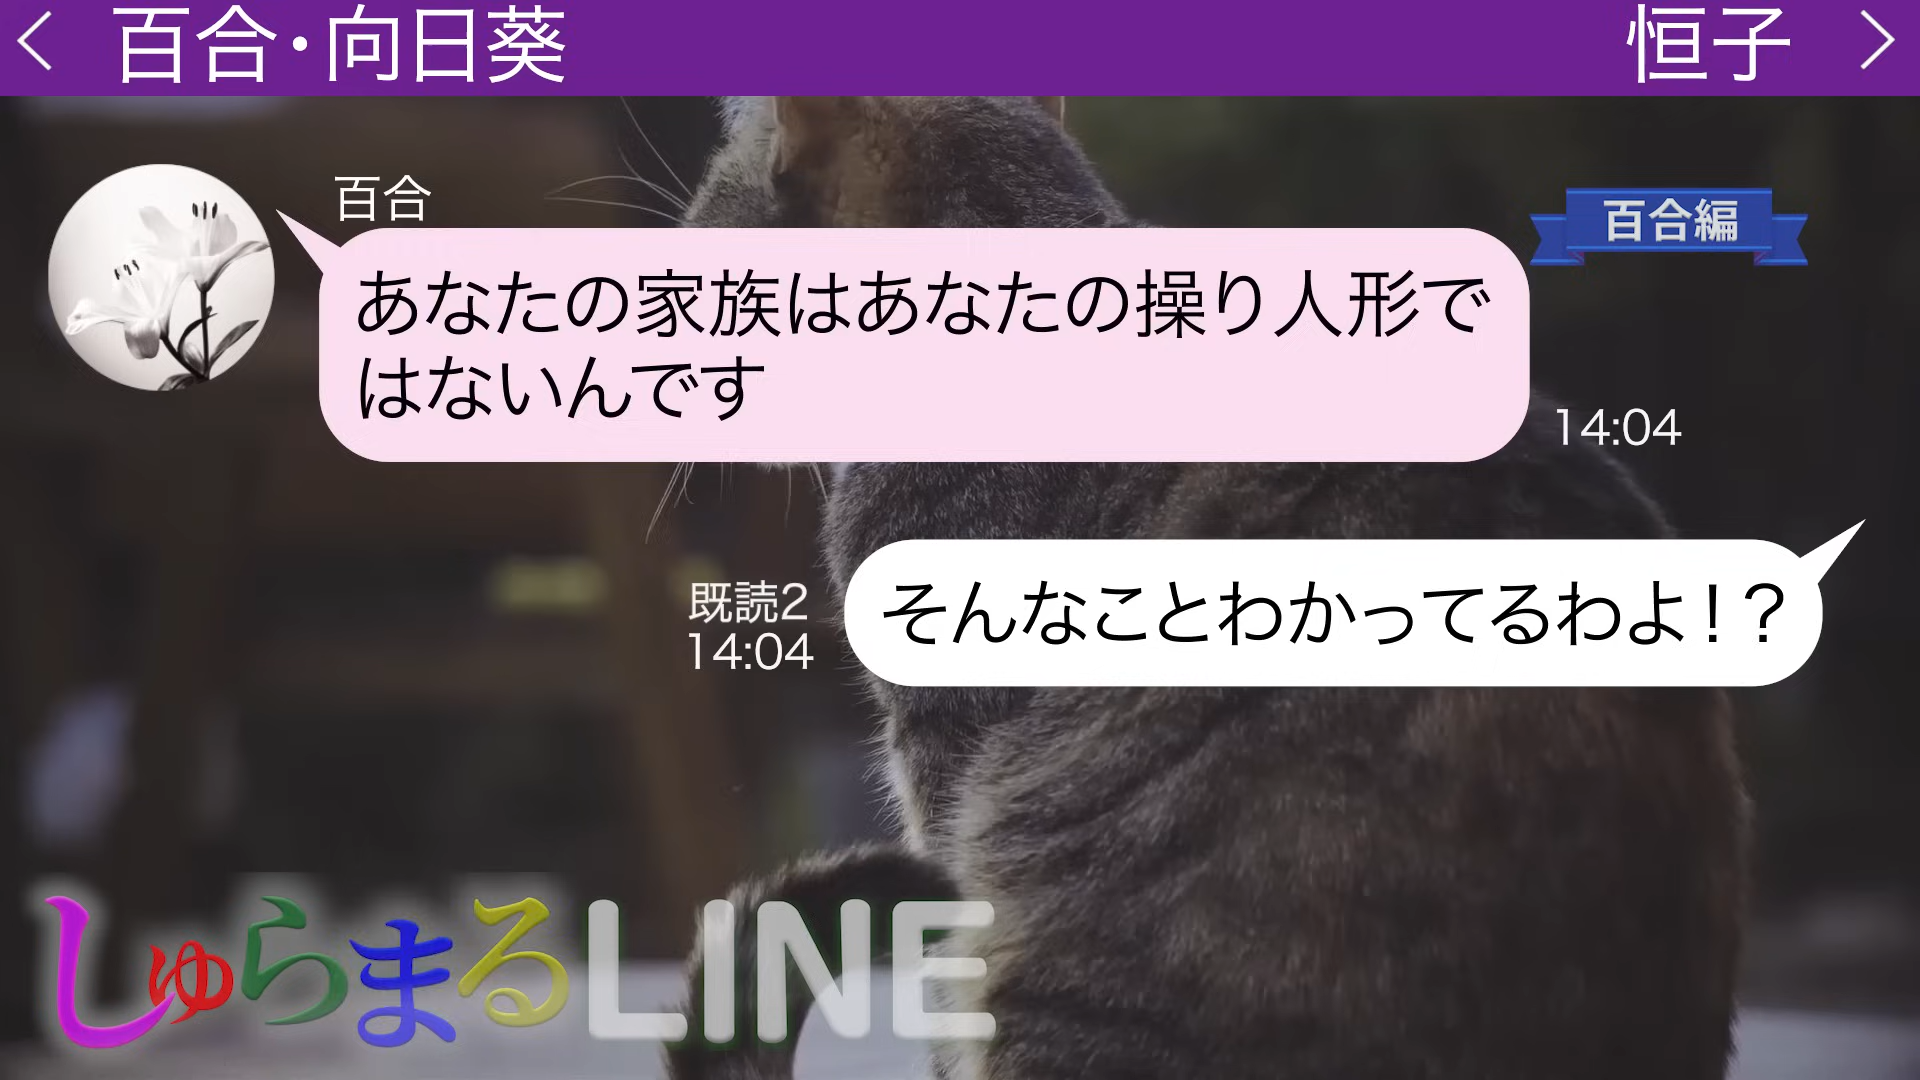 百合・向日葵
恒子
百合
百合編
あなたの家族はあなたの操り人形で
はないんです
14:04
そんなことわかってるわよ！？
既読2
14:04
しゅらまるLINE